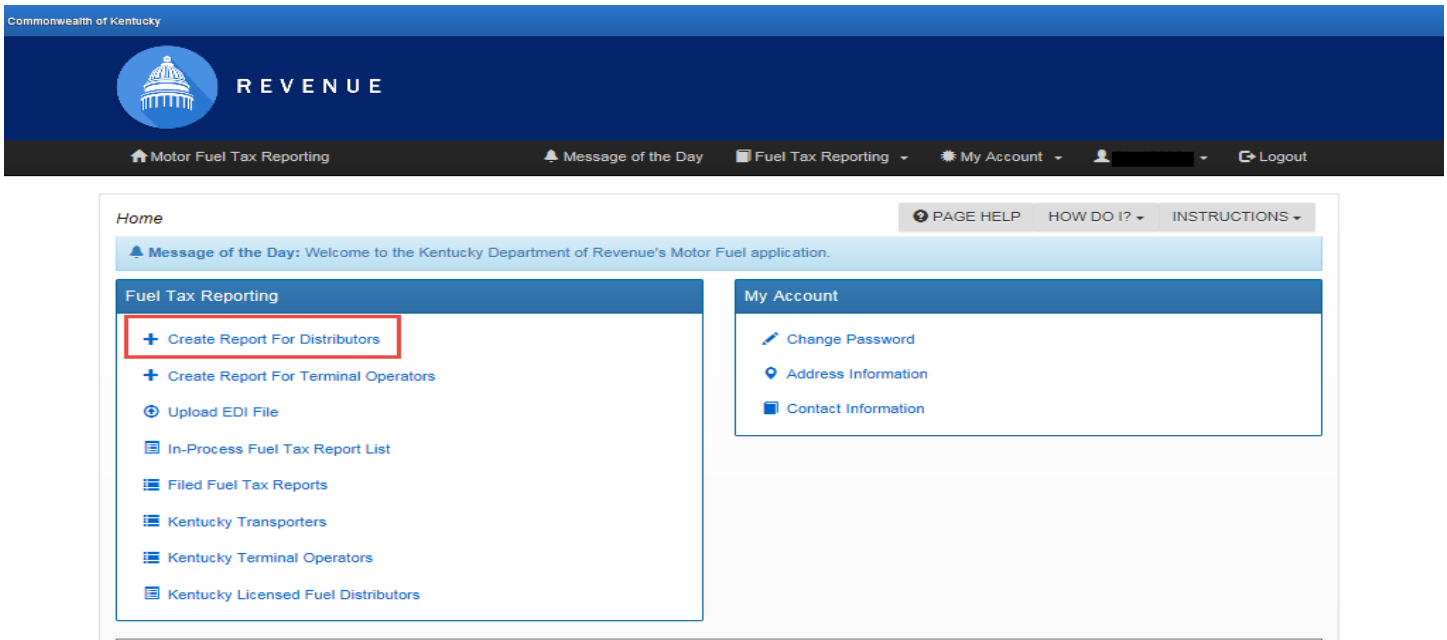 Commonwealth of Kentucky
REVENUE
Motor Fuel Tax Reporting Message of the Day Fuel Tax Reporting My Account Logout
Home PAGE HELP HOW DO I? INSTRUCTIONS
Message of the Day: Welcome to the Kentucky Department of Revenue's Motor Fuel application.
Fuel Tax Reporting
Create Report For Distributors
Create Report For Terminal Operators
Upload EDI File
In-Process Fuel Tax Report List
Filed Fuel Tax Reports
Kentucky Transporters
Kentucky Terminal Operators
Kentucky Licensed Fuel Distributors
My Account
Change Password
Address Information
Contact Information